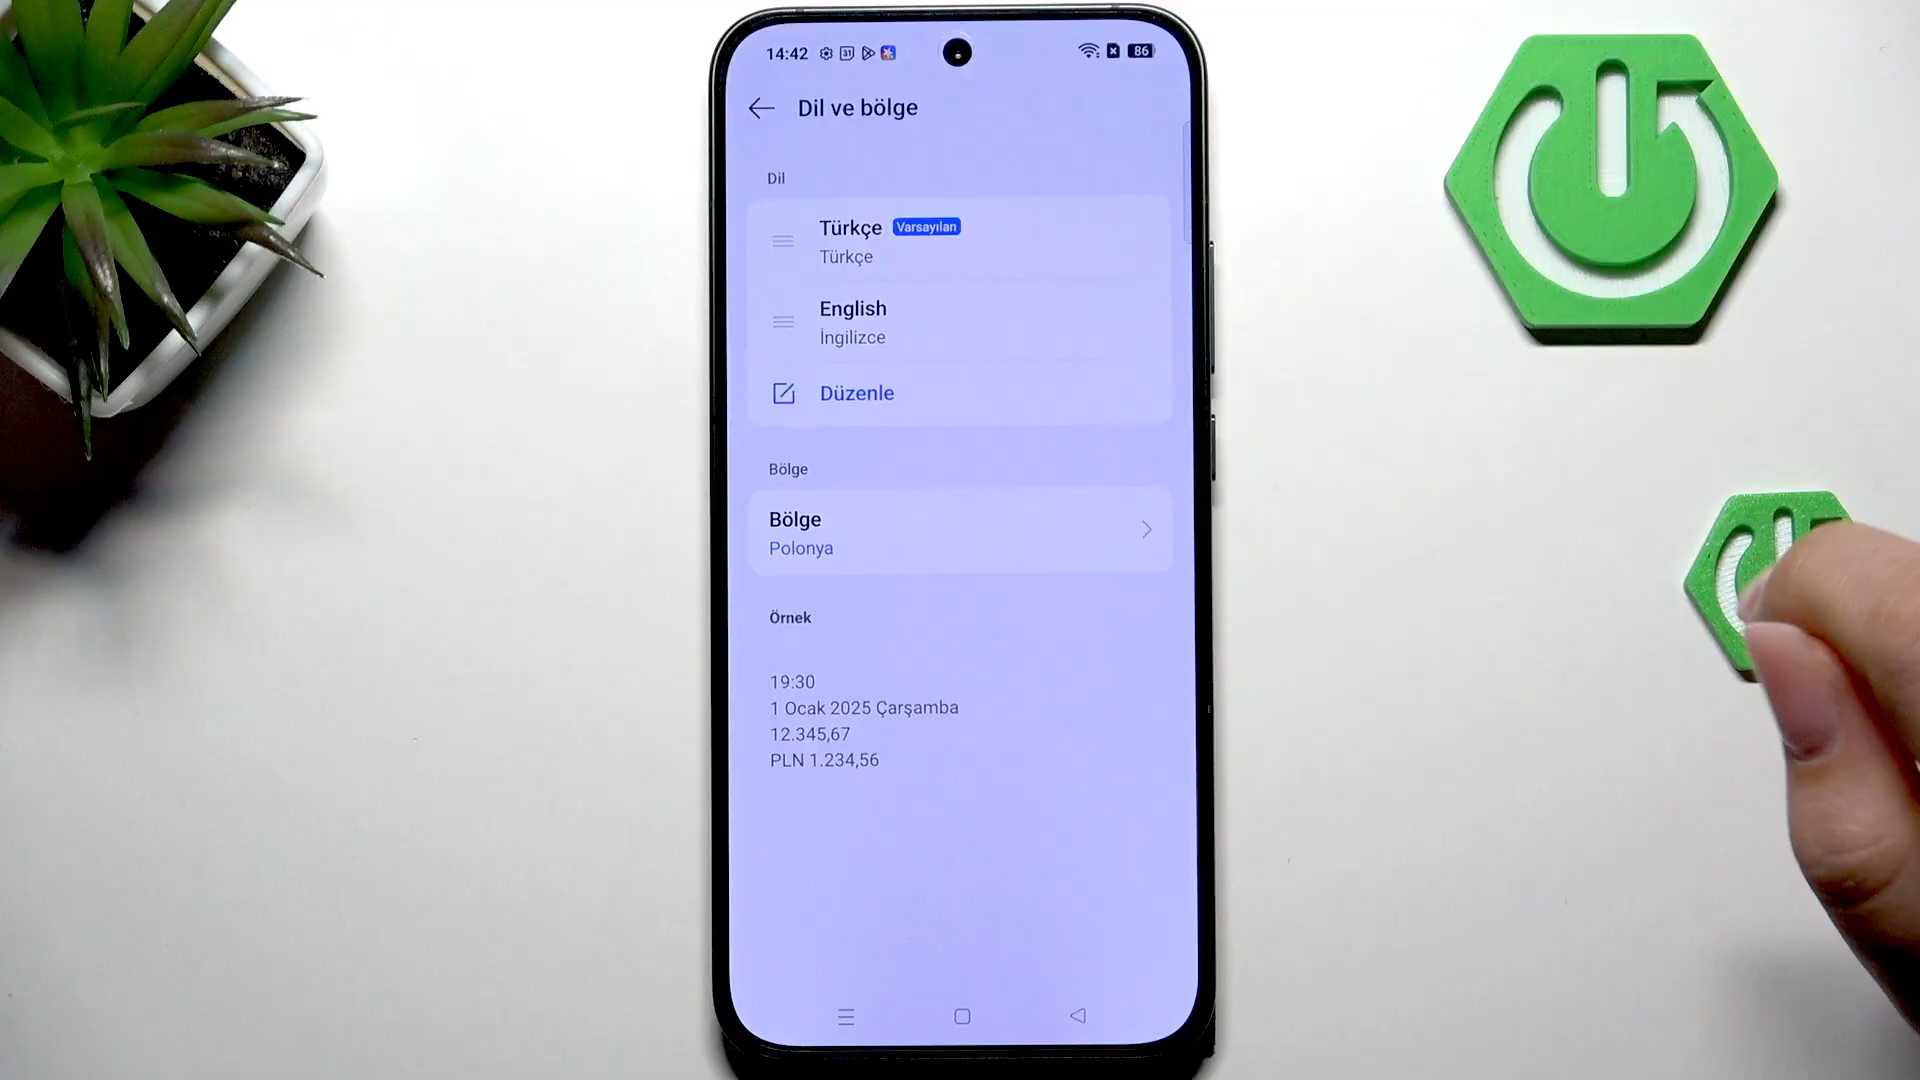 14:42 31 86
Dil ve bölge
Dil
Türkçe Varsayılan
Türkçe
English
İngilizce
Düzenle
Bölge
Bölge
Polonya
Örnek
19:30
1 Ocak 2025 Çarşamba
12.345,67
PLN 1.234,56